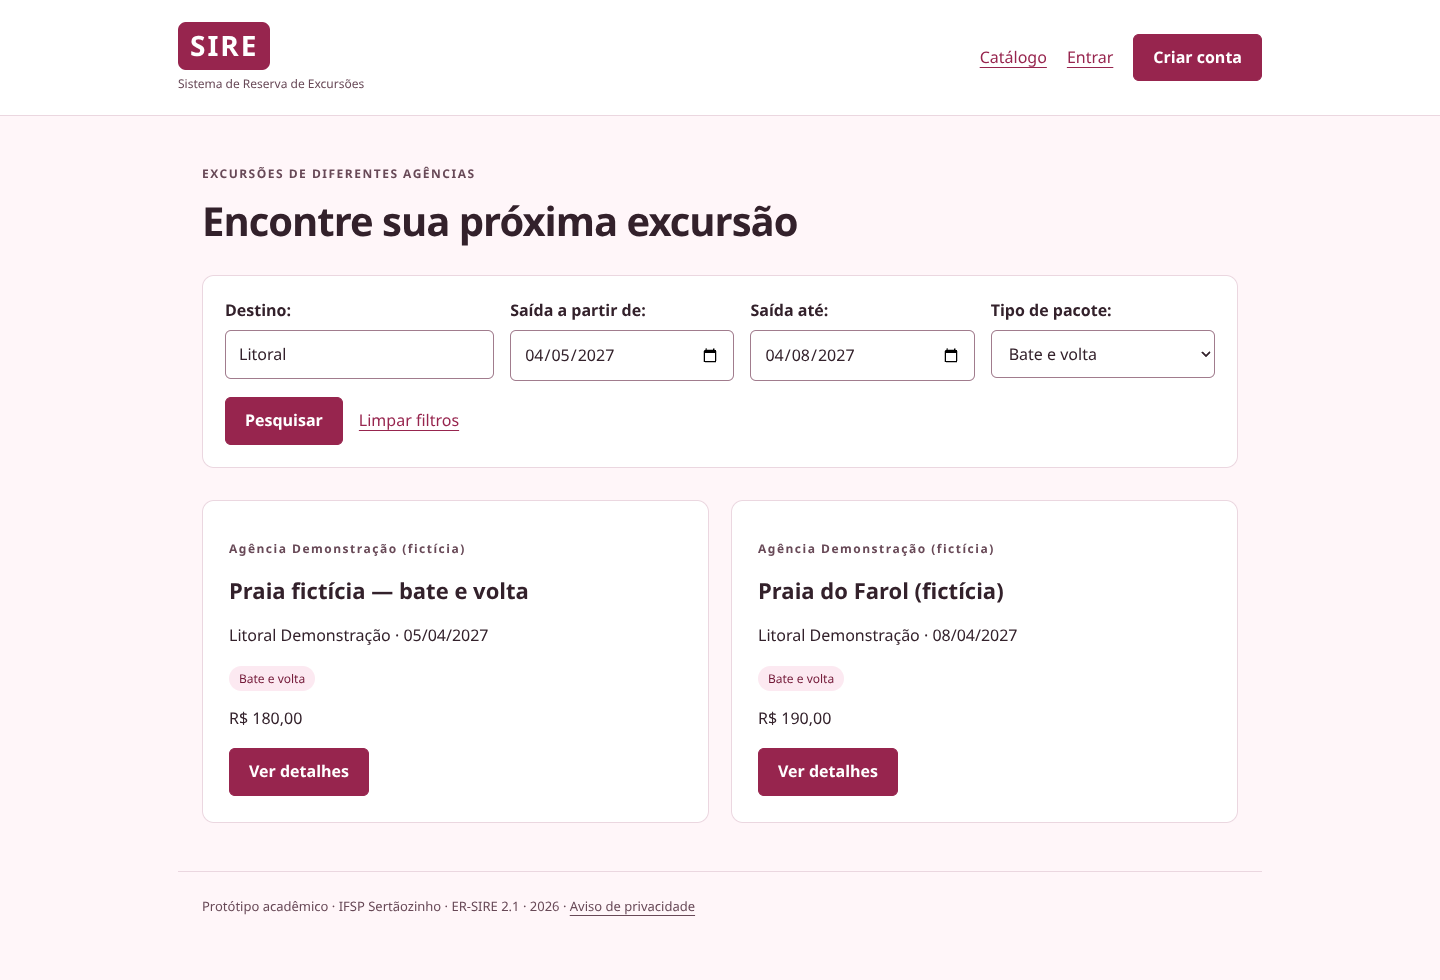 SIRE
Sistema de Reserva de Excursões
Catálogo Entrar Criar conta
EXCURSÕES DE DIFERENTES AGÊNCIAS
Encontre sua próxima excursão
Destino: Saída a partir de: Saída até: Tipo de pacote:
Litoral 04/05/2027 04/08/2027 Bate e volta
Pesquisar Limpar filtros
Agência Demonstração (fictícia)
Praia fictícia — bate e volta
Litoral Demonstração · 05/04/2027
Bate e volta
R$ 180,00
Ver detalhes
Agência Demonstração (fictícia)
Praia do Farol (fictícia)
Litoral Demonstração · 08/04/2027
Bate e volta
R$ 190,00
Ver detalhes
Protótipo acadêmico · IFSP Sertãozinho · ER-SIRE 2.1 · 2026 · Aviso de privacidade